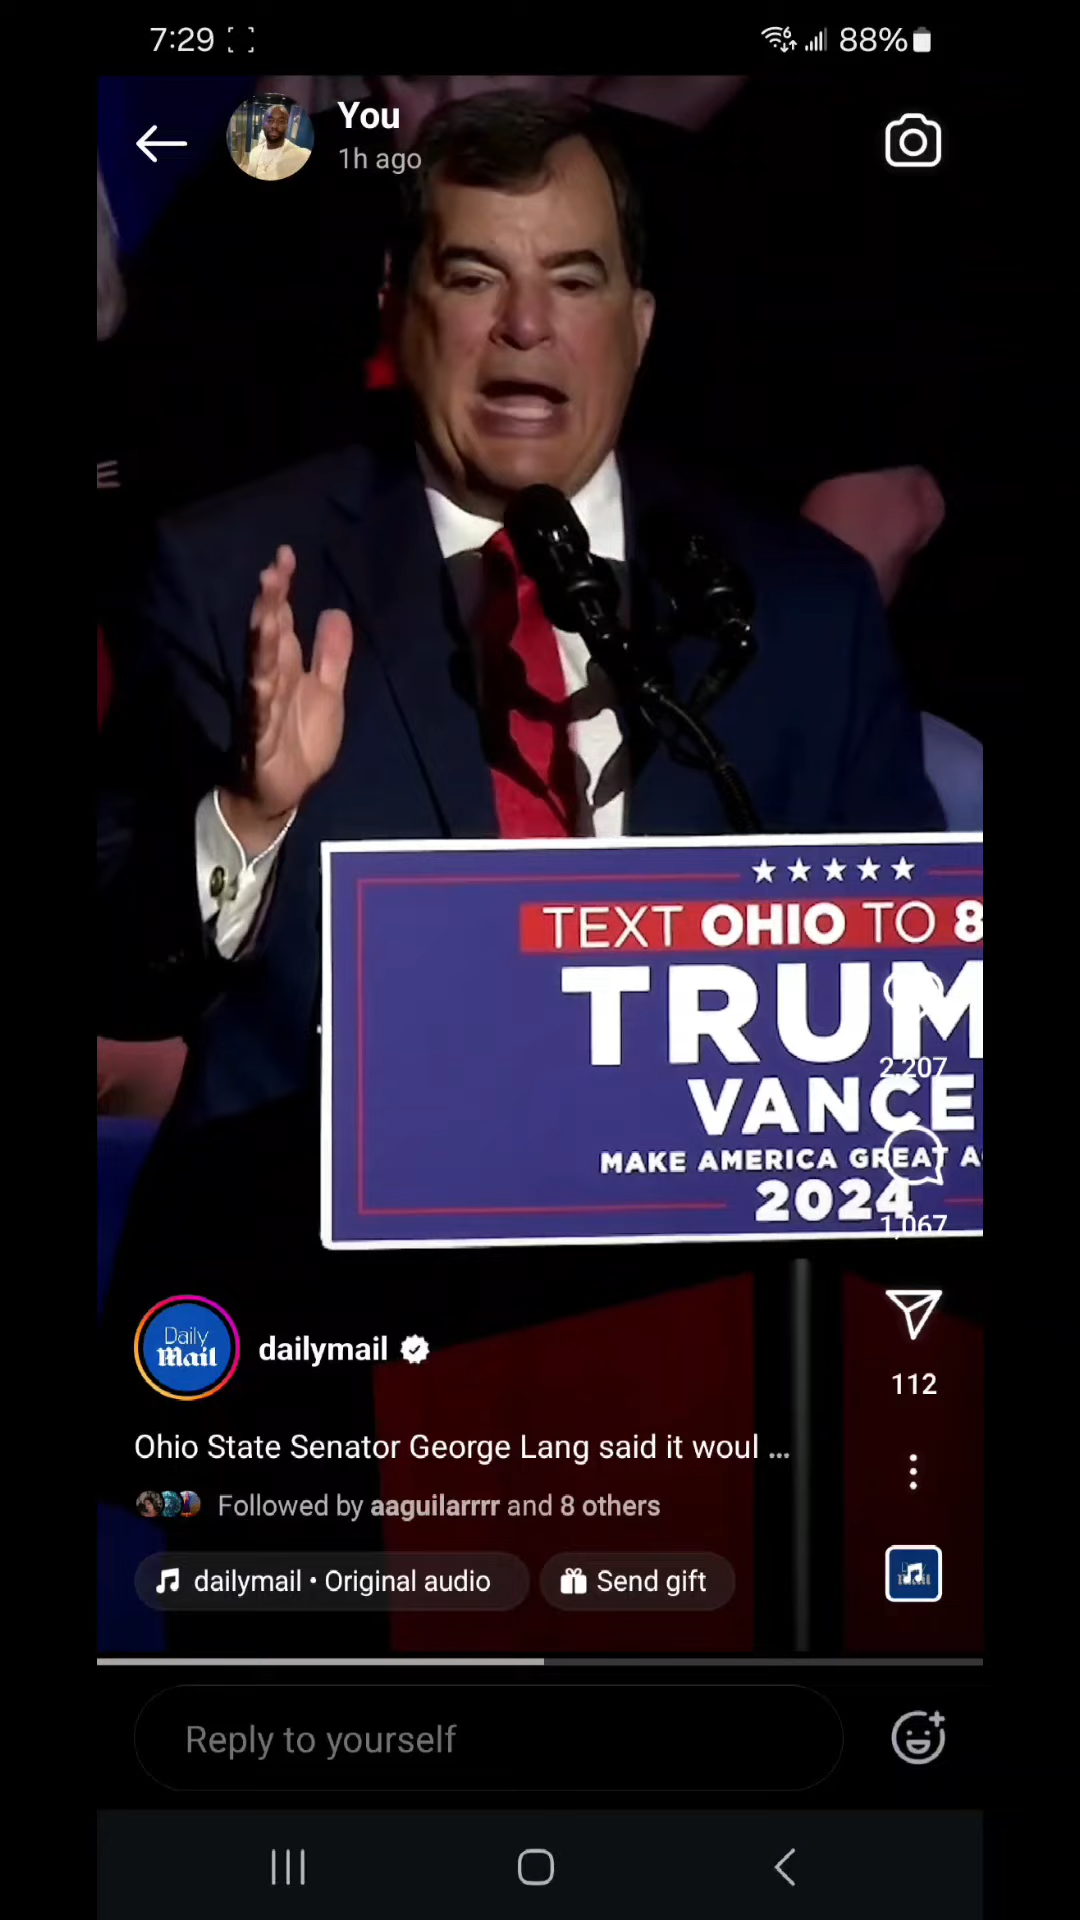 7:29
88%
You
1h ago
E
★★★★★
TEXT OHIO TO 8
TRUM
VANCE
2,207
MAKE AMERICA GREAT A
2024
1,067
Daily
Mail
dailymail
112
Ohio State Senator George Lang said it woul ...
Followed by aaguilarrrr and 8 others
dailymail • Original audio
Send gift
Reply to yourself